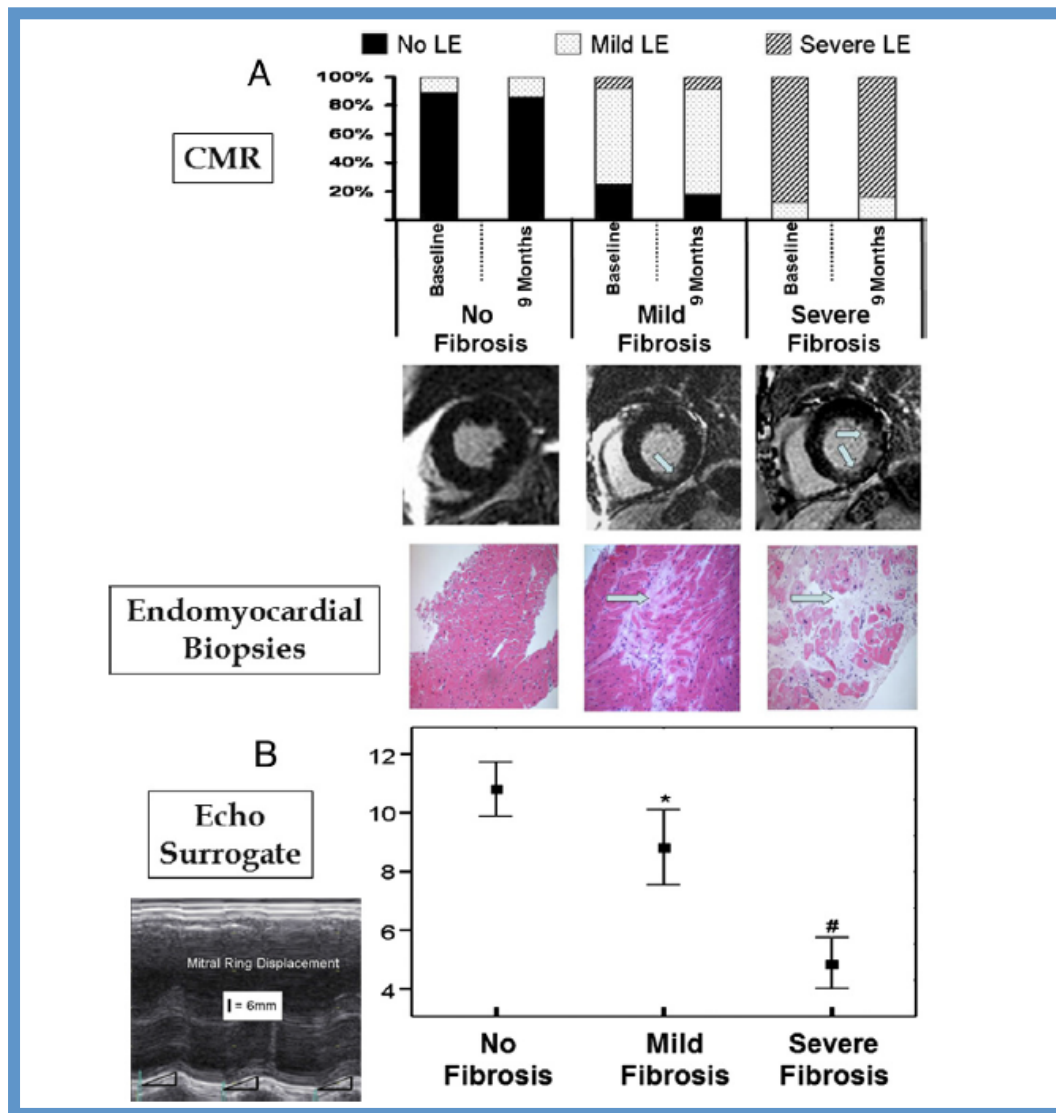 No LE Mild LE Severe LE
A
CMR
100%
80%
60%
40%
20%
Baseline
9 Months
Baseline
9 Months
Baseline
9 Months
No
Fibrosis
Mild
Fibrosis
Severe
Fibrosis
Endomyocardial
Biopsies
B
Echo
Surrogate
Mitral Ring Displacement
I = 6mm
12
10
8
6
4
*
#
No
Fibrosis
Mild
Fibrosis
Severe
Fibrosis